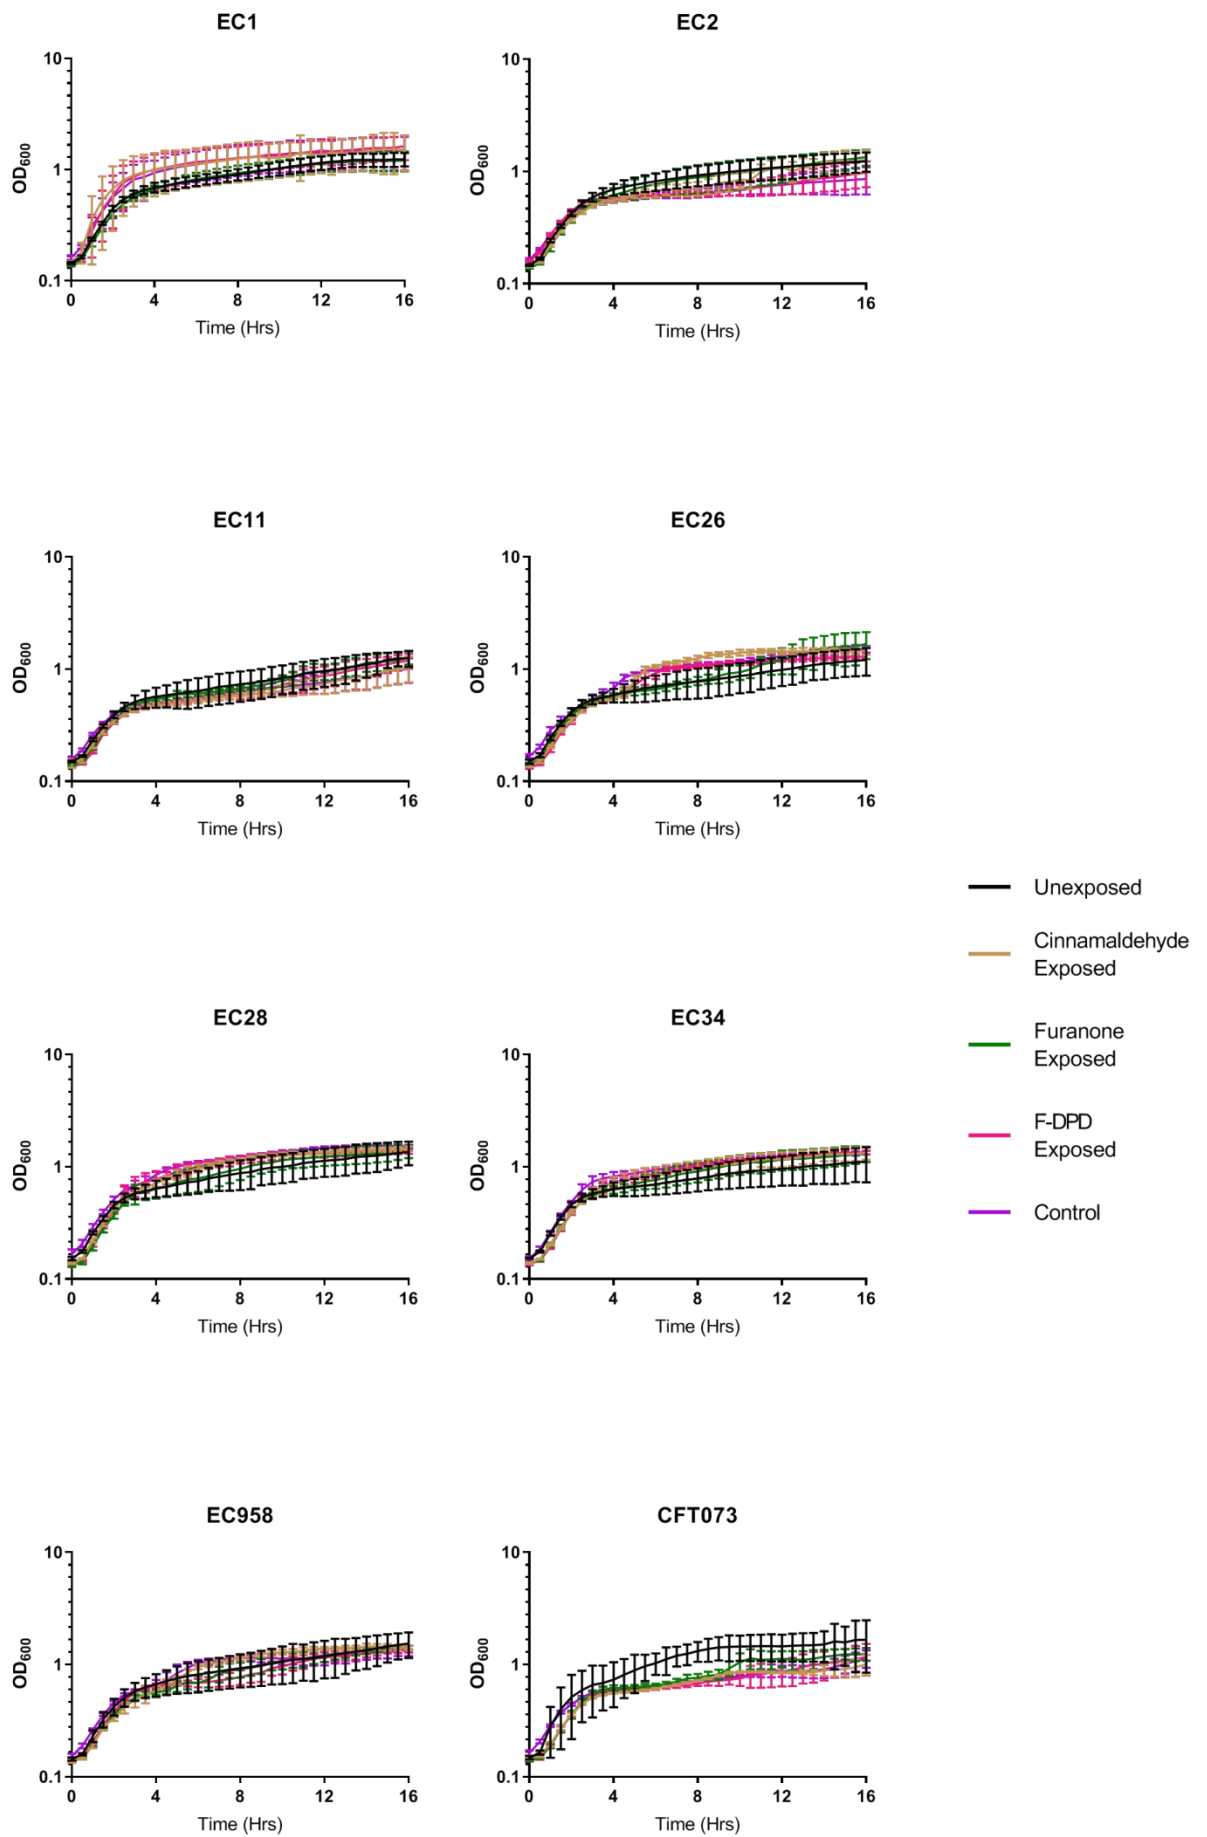 EC1
10
1
0.1
OD600
0 4 8 12 16
Time (Hrs)
EC2
10
1
0.1
OD600
0 4 8 12 16
Time (Hrs)
EC11
10
1
0.1
OD600
0 4 8 12 16
Time (Hrs)
EC26
10
1
0.1
OD600
0 4 8 12 16
Time (Hrs)
EC28
10
1
0.1
OD600
0 4 8 12 16
Time (Hrs)
EC34
10
1
0.1
OD600
0 4 8 12 16
Time (Hrs)
EC958
10
1
0.1
OD600
0 4 8 12 16
Time (Hrs)
CFT073
10
1
0.1
OD600
0 4 8 12 16
Time (Hrs)
Unexposed
Cinnamaldehyde
Exposed
Furanone
Exposed
F-DPD
Exposed
Control